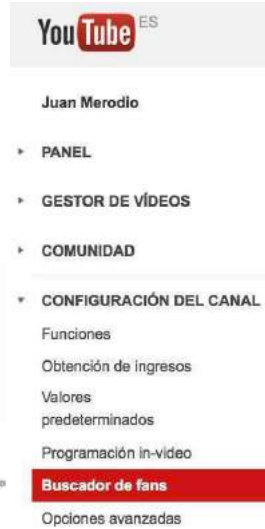 YouTube ES
Juan Merodio
PANEL
GESTOR DE VÍDEOS
COMUNIDAD
CONFIGURACIÓN DEL CANAL
Funciones
Obtención de ingresos
Valores
predeterminados
Programación in-video
Buscador de fans
Opciones avanzadas